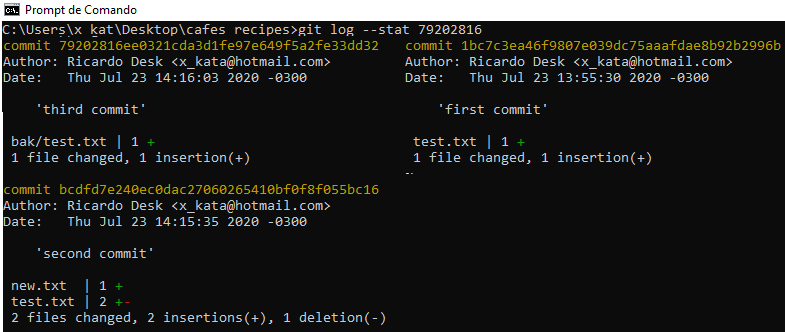 Prompt de Comando
C:\Users\x kat\Desktop\cafes recipes>git log --stat 79202816
commit 79202816ee0321cda3d1fe97e649f5a2fe33dd32
Author: Ricardo Desk <x_kata@hotmail.com>
Date:   Thu Jul 23 14:16:03 2020 -0300
'third commit'
bak/test.txt | 1 +
1 file changed, 1 insertion(+)
commit bcdfd7e240ec0dac27060265410bf0f8f055bc16
Author: Ricardo Desk <x_kata@hotmail.com>
Date:   Thu Jul 23 14:15:35 2020 -0300
'second commit'
new.txt  | 1 +
test.txt | 2 +-
2 files changed, 2 insertions(+), 1 deletion(-)
commit 1bc7c3ea46f9807e039dc75aaafdae8b92b2996b
Author: Ricardo Desk <x_kata@hotmail.com>
Date:   Thu Jul 23 13:55:30 2020 -0300
'first commit'
test.txt | 1 +
1 file changed, 1 insertion(+)